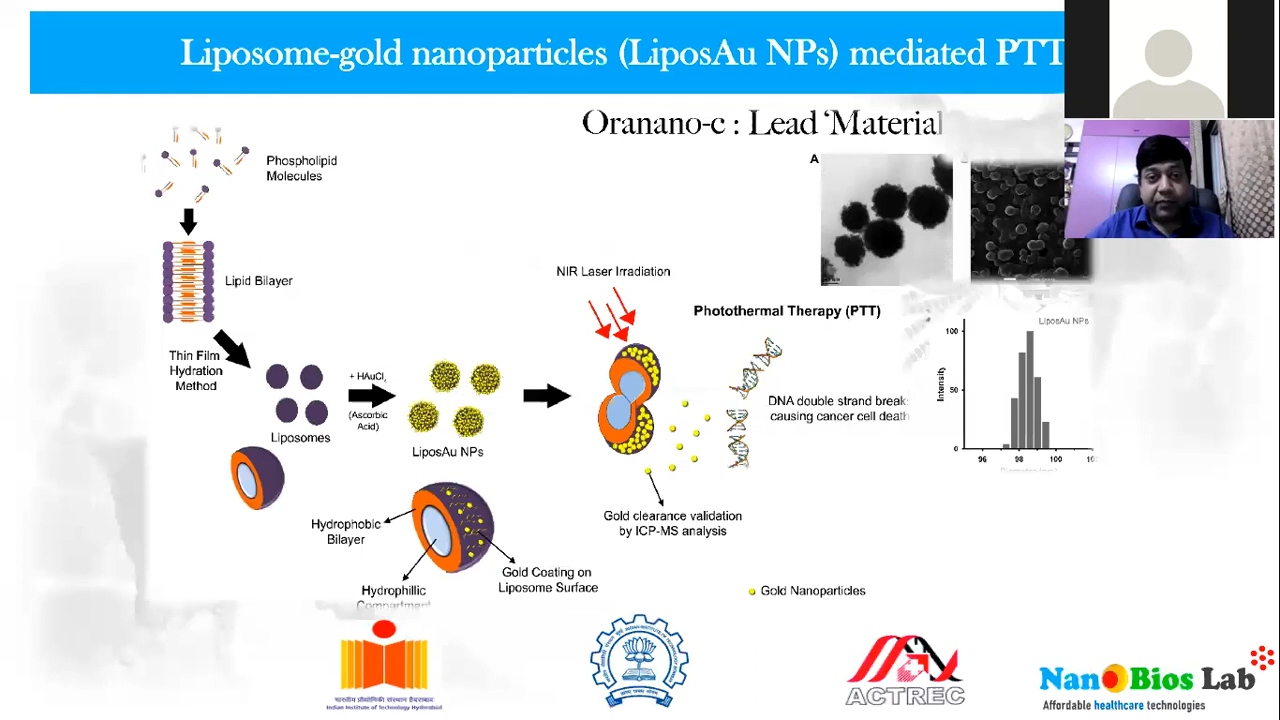 Liposome-gold nanoparticles (LiposAu NPs) mediated PTT
Oranano-c : Lead 'Material
Phospholipid
Molecules
Lipid Bilayer
Thin Film
Hydration
Method
Liposomes
+ HAuCl4
(Ascorbic
Acid)
LiposAu NPs
NIR Laser Irradiation
Photothermal Therapy (PTT)
DNA double strand break
causing cancer cell death
Gold clearance validation
by ICP-MS analysis
Hydrophobic
Bilayer
Hydrophillic
Compartment
Gold Coating on
Liposome Surface
Gold Nanoparticles
A
LiposAu NPs
Intensity
100
50
0
96
98
100
भारतीय प्रौद्योगिकी संस्थान हैदराबाद
Indian Institute of Technology Hyderabad
ACTREC
NanoBios Lab
Affordable healthcare technologies